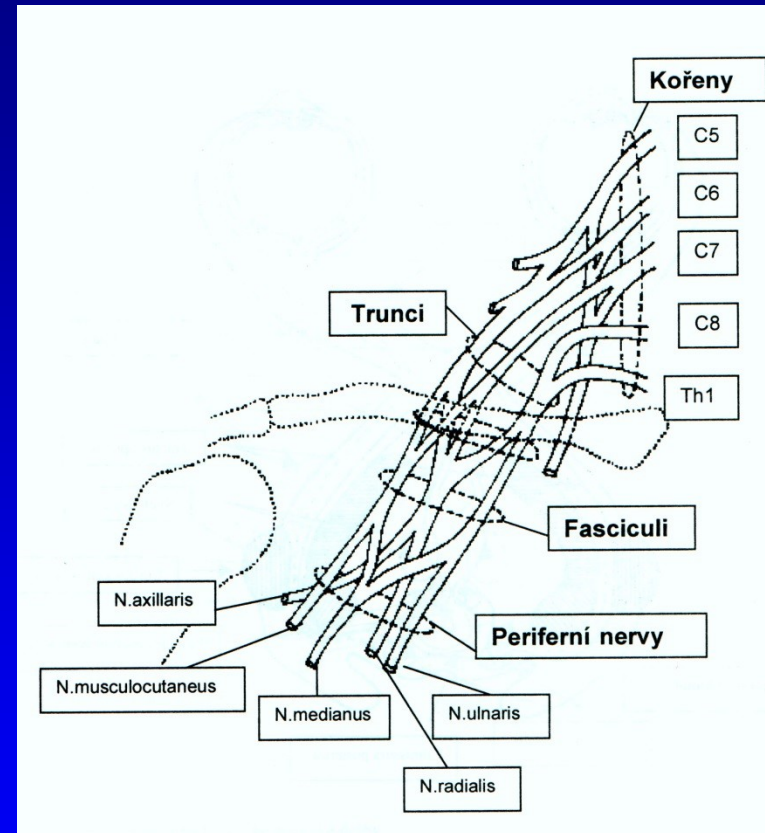 Kořeny
C5
C6
C7
Trunci
C8
Th1
Fasciculi
N.axillaris
Periferní nervy
N.musculocutaneus
N.medianus
N.ulnaris
N.radialis